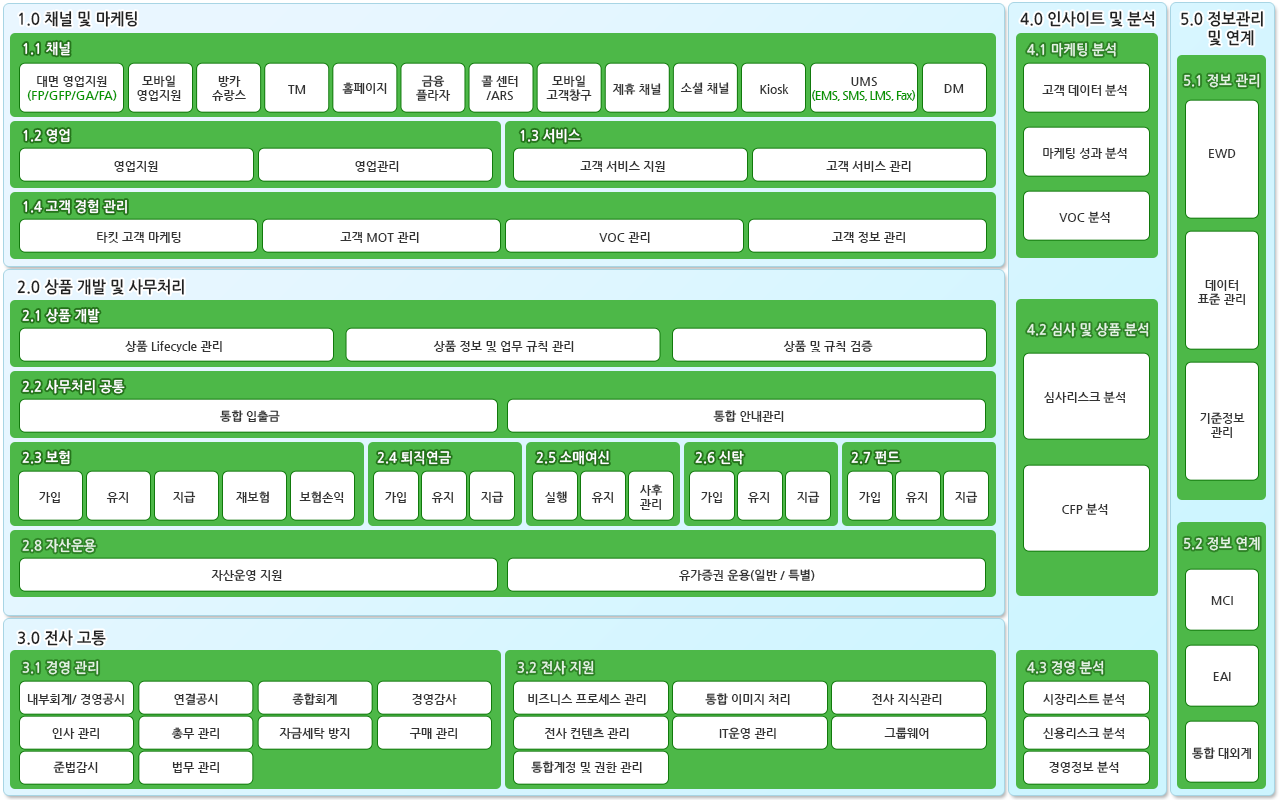 1.0 채널 및 마케팅
1.1 채널
대면 영업지원
(FP/GFP/GA/FA)
모바일
영업지원
방카
슈랑스
TM
홈페이지
금융
플라자
콜 센터
/ARS
모바일
고객창구
제휴 채널
소셜 채널
Kiosk
UMS
(EMS, SMS, LMS, Fax)
DM
1.2 영업
영업지원
영업관리
1.3 서비스
고객 서비스 지원
고객 서비스 관리
1.4 고객 경험 관리
타킷 고객 마케팅
고객 MOT 관리
VOC 관리
고객 정보 관리
2.0 상품 개발 및 사무처리
2.1 상품 개발
상품 Lifecycle 관리
상품 정보 및 업무 규칙 관리
상품 및 규칙 검증
2.2 사무처리 공통
통합 입출금
통합 안내관리
2.3 보험
가입
유지
지급
재보험
보험손익
2.4 퇴직연금
가입
유지
지급
2.5 소매여신
실행
유지
사후
관리
2.6 신탁
가입
유지
지급
2.7 펀드
가입
유지
지급
2.8 자산운용
자산운영 지원
유가증권 운용(일반 / 특별)
3.0 전사 고통
3.1 경영 관리
내부회계/ 경영공시
연결공시
종합회계
경영감사
인사 관리
총무 관리
자금세탁 방지
구매 관리
준법감시
법무 관리
3.2 전사 지원
비즈니스 프로세스 관리
통합 이미지 처리
전사 지식관리
전사 컨텐츠 관리
IT운영 관리
그룹웨어
통합계정 및 권한 관리
4.0 인사이트 및 분석
4.1 마케팅 분석
고객 데이터 분석
마케팅 성과 분석
VOC 분석
4.2 심사 및 상품 분석
심사리스크 분석
CFP 분석
4.3 경영 분석
시장리스트 분석
신용리스크 분석
경영정보 분석
5.0 정보관리
및 연계
5.1 정보 관리
EWD
데이터
표준 관리
기준정보
관리
5.2 정보 연계
MCI
EAI
통합 대외계